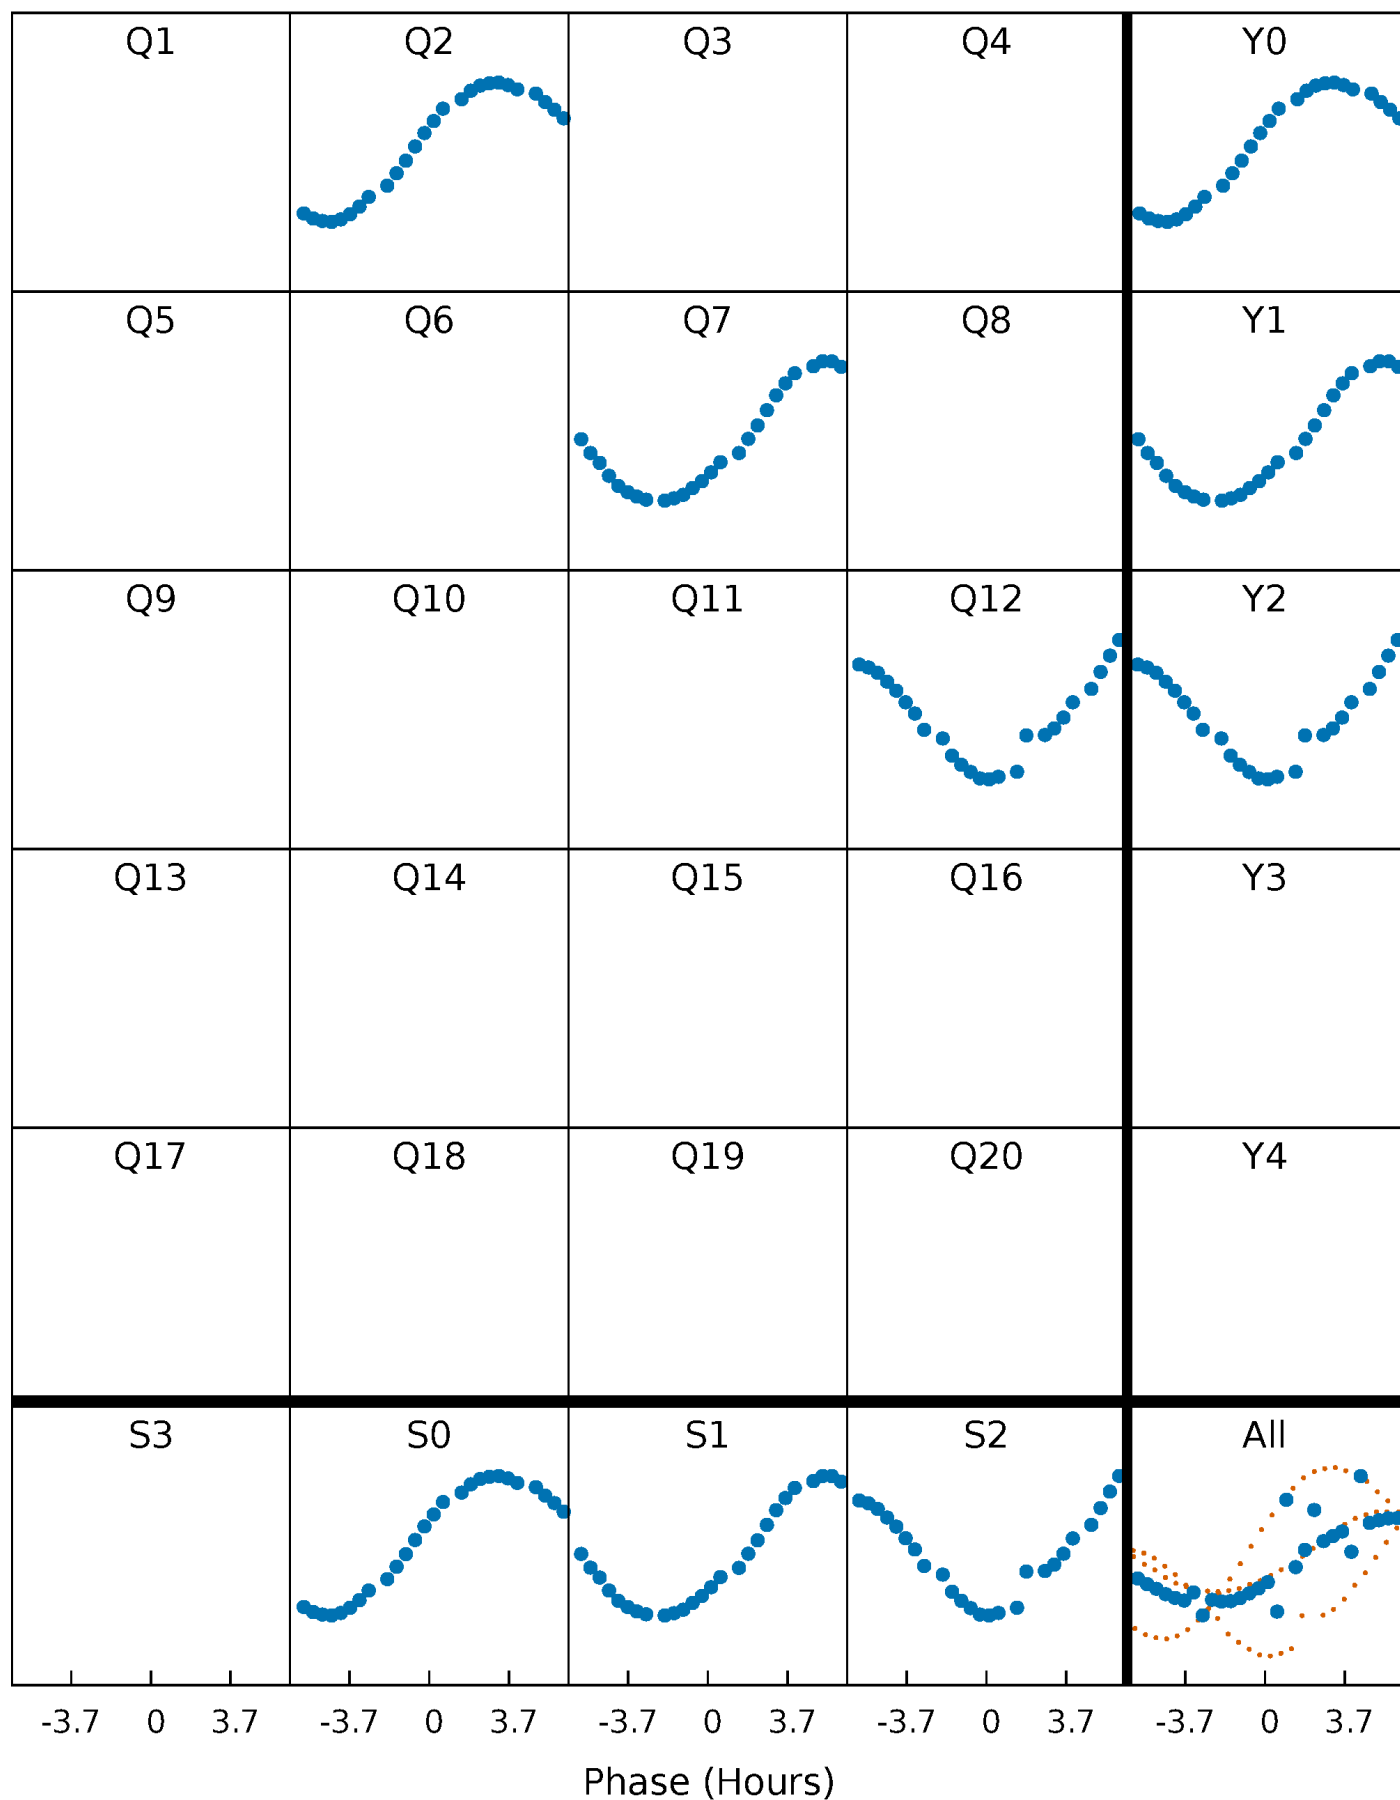 Q1 Q2 Q3 Q4 Y0
Q5 Q6 Q7 Q8 Y1
Q9 Q10 Q11 Q12 Y2
Q13 Q14 Q15 Q16 Y3
Q17 Q18 Q19 Q20 Y4
S3 S0 S1 S2 All
-3.7 0 3.7 -3.7 0 3.7 -3.7 0 3.7 -3.7 0 3.7 -3.7 0 3.7
Phase (Hours)